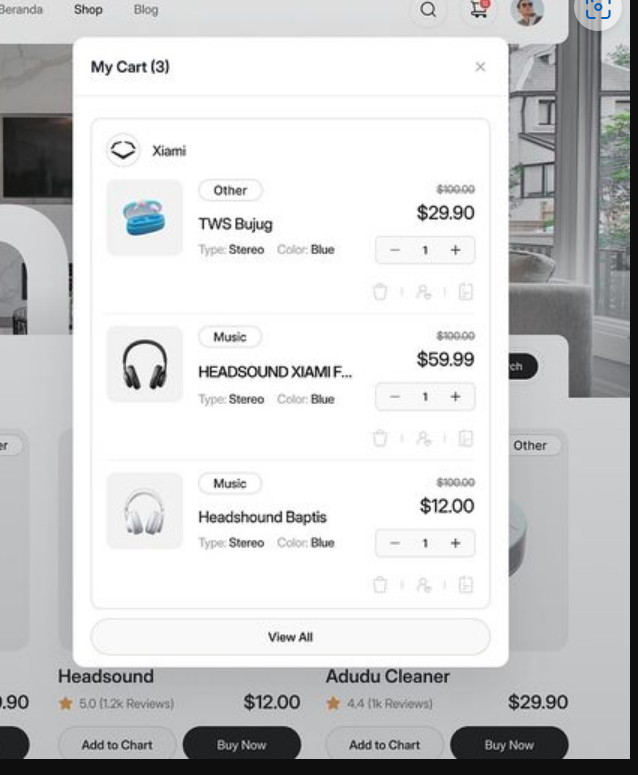 Beranda Shop Blog
My Cart (3)
Xiami
Other
$100.00
TWS Bujug
$29.90
Type: Stereo Color: Blue
1
Music
$100.00
HEADSOUND XIAMI F...
$59.99
Type: Stereo Color: Blue
1
Music
$100.00
Headshound Baptis
$12.00
Type: Stereo Color: Blue
1
View All
Other
Headsound
Adudu Cleaner
5.0 (1.2k Reviews)
$12.00
4.4 (1k Reviews)
$29.90
Add to Chart
Buy Now
Add to Chart
Buy Now